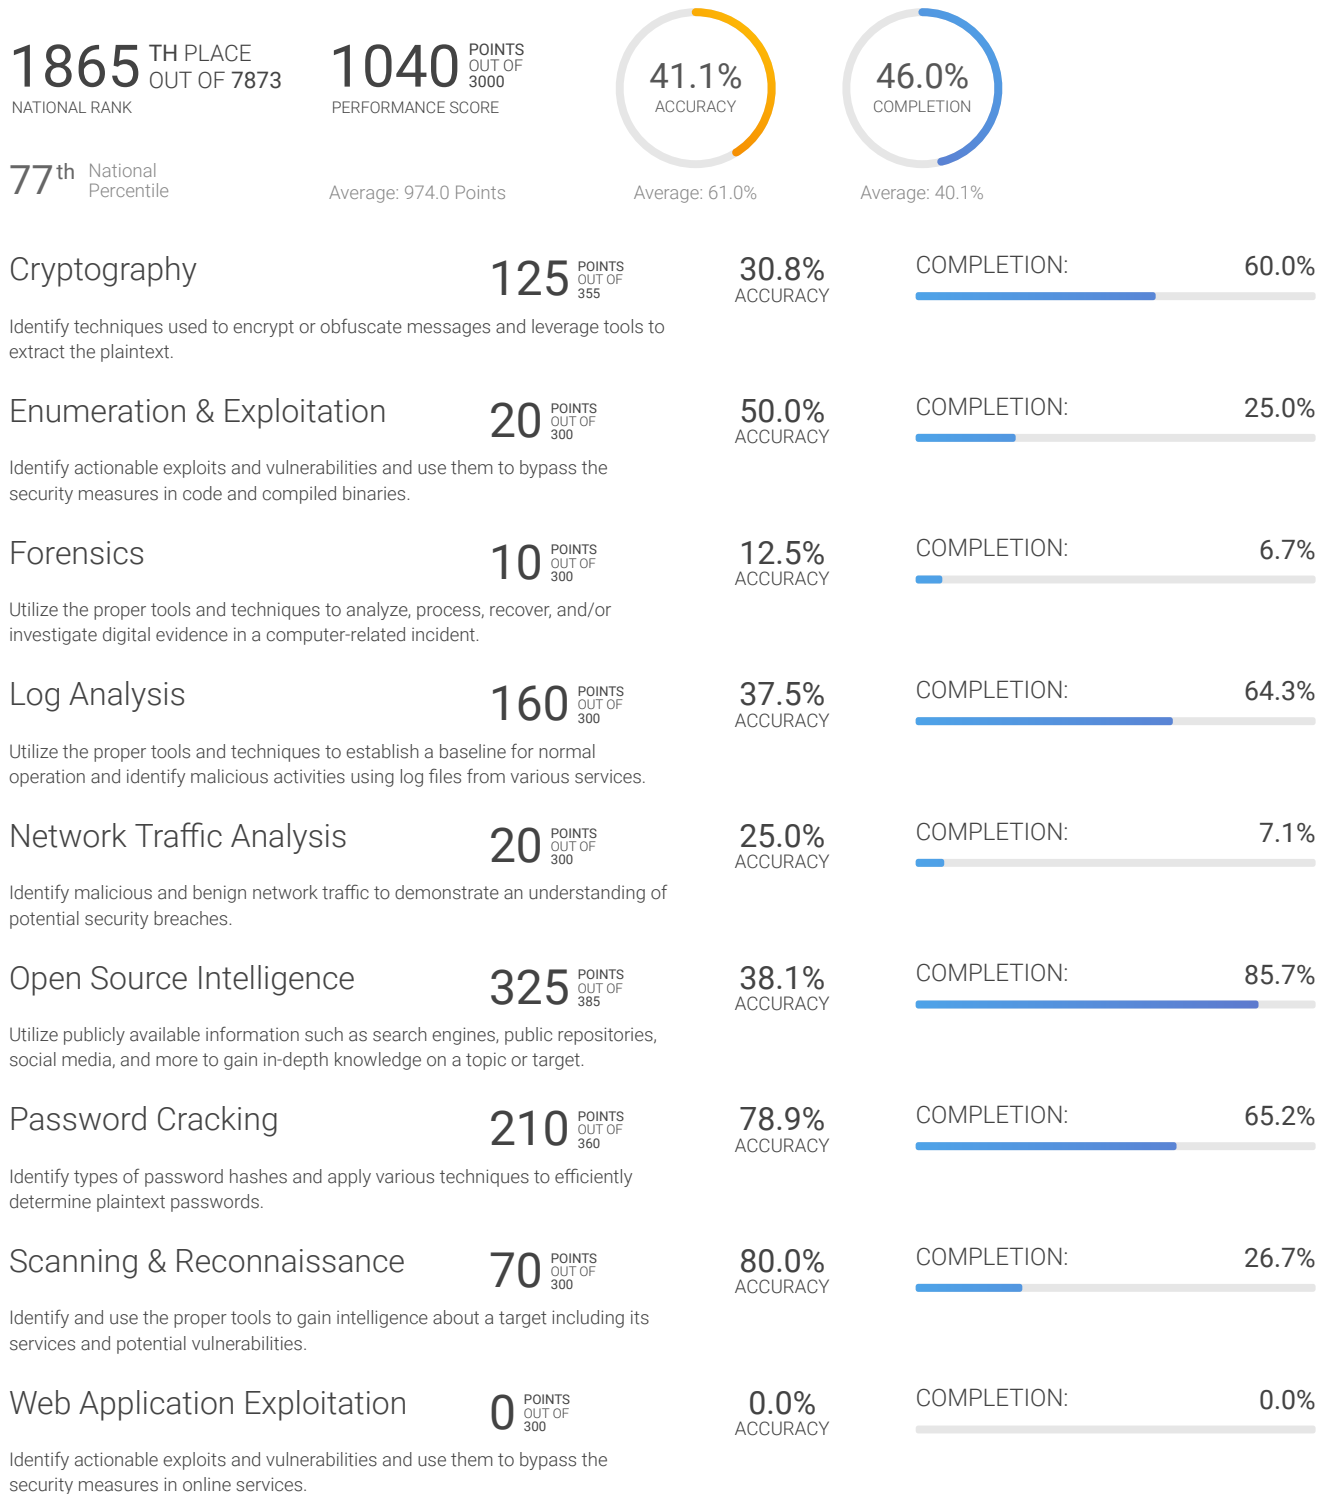 1865 TH PLACE
OUT OF 7873
NATIONAL RANK
77th National
Percentile
1040 POINTS
OUT OF
3000
PERFORMANCE SCORE
Average: 974.0 Points
41.1%
ACCURACY
Average: 61.0%
46.0%
COMPLETION
Average: 40.1%
Cryptography
125 POINTS
OUT OF
355
30.8%
ACCURACY
COMPLETION: 60.0%
Identify techniques used to encrypt or obfuscate messages and leverage tools to
extract the plaintext.
Enumeration & Exploitation
20 POINTS
OUT OF
300
50.0%
ACCURACY
COMPLETION: 25.0%
Identify actionable exploits and vulnerabilities and use them to bypass the
security measures in code and compiled binaries.
Forensics
10 POINTS
OUT OF
300
12.5%
ACCURACY
COMPLETION: 6.7%
Utilize the proper tools and techniques to analyze, process, recover, and/or
investigate digital evidence in a computer-related incident.
Log Analysis
160 POINTS
OUT OF
300
37.5%
ACCURACY
COMPLETION: 64.3%
Utilize the proper tools and techniques to establish a baseline for normal
operation and identify malicious activities using log files from various services.
Network Traffic Analysis
20 POINTS
OUT OF
300
25.0%
ACCURACY
COMPLETION: 7.1%
Identify malicious and benign network traffic to demonstrate an understanding of
potential security breaches.
Open Source Intelligence
325 POINTS
OUT OF
385
38.1%
ACCURACY
COMPLETION: 85.7%
Utilize publicly available information such as search engines, public repositories,
social media, and more to gain in-depth knowledge on a topic or target.
Password Cracking
210 POINTS
OUT OF
360
78.9%
ACCURACY
COMPLETION: 65.2%
Identify types of password hashes and apply various techniques to efficiently
determine plaintext passwords.
Scanning & Reconnaissance
70 POINTS
OUT OF
300
80.0%
ACCURACY
COMPLETION: 26.7%
Identify and use the proper tools to gain intelligence about a target including its
services and potential vulnerabilities.
Web Application Exploitation
0 POINTS
OUT OF
300
0.0%
ACCURACY
COMPLETION: 0.0%
Identify actionable exploits and vulnerabilities and use them to bypass the
security measures in online services.